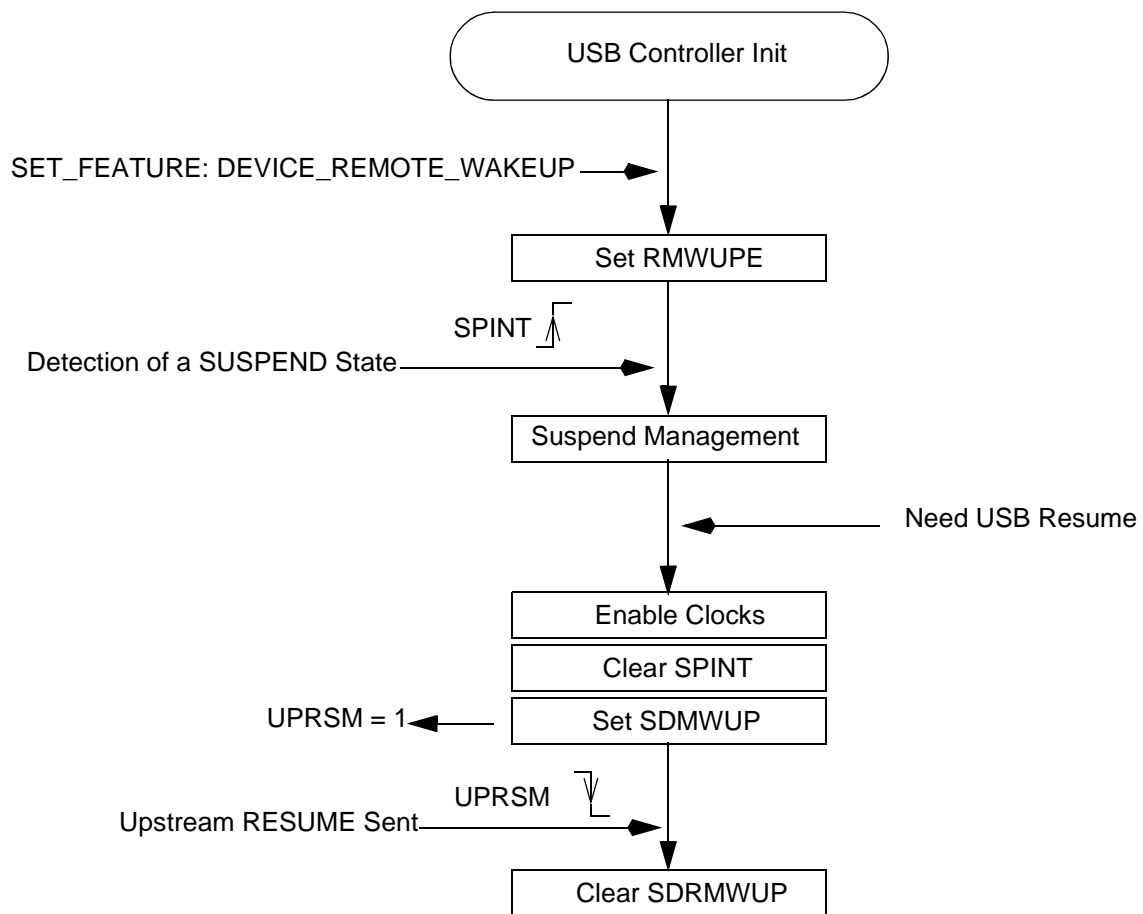 USB Controller Init
SET_FEATURE: DEVICE_REMOTE_WAKEUP
Set RMWUPE
SPINT
Detection of a SUSPEND State
Suspend Management
Need USB Resume
Enable Clocks
Clear SPINT
UPRSM = 1
Set SDMWUP
UPRSM
Upstream RESUME Sent
Clear SDRMWUP